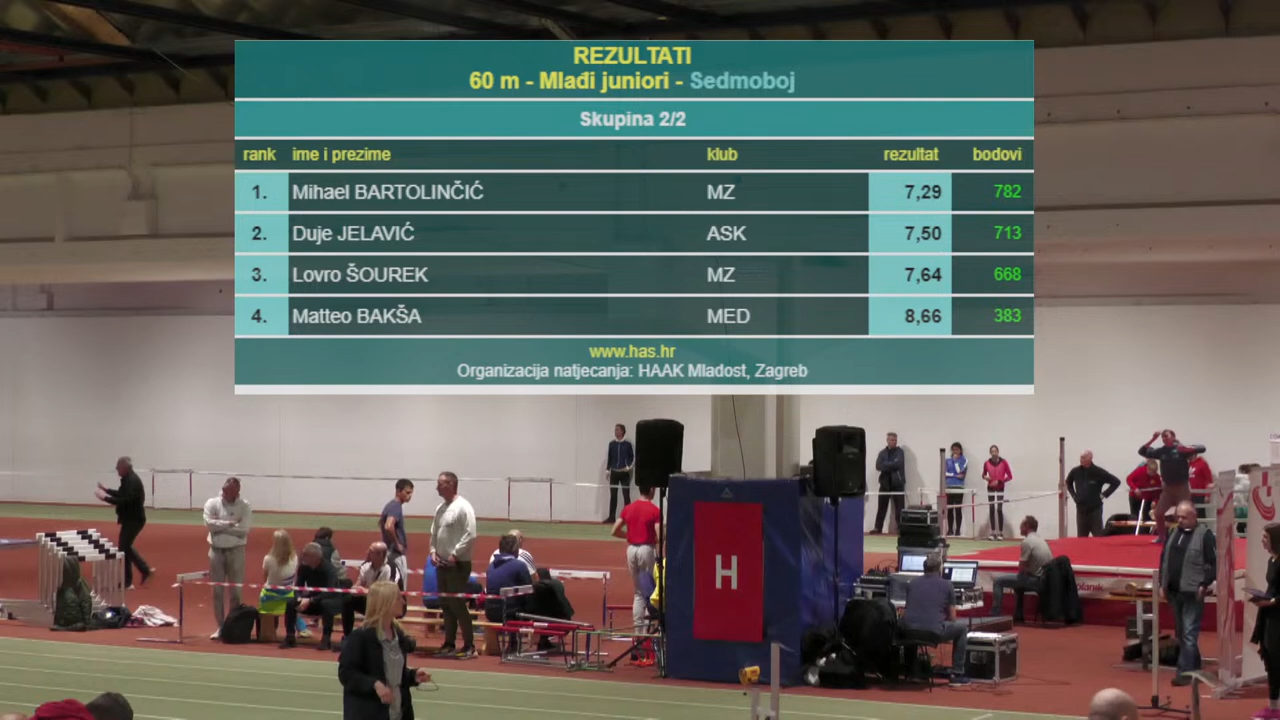 REZULTATI
60 m - Mlađi juniori - Sedmoboj
Skupina 2/2
rank ime i prezime klub rezultat bodovi
1. Mihael BARTOLINČIĆ MZ 7,29 782
2. Duje JELAVIĆ ASK 7,50 713
3. Lovro ŠOUREK MZ 7,64 668
4. Matteo BAKŠA MED 8,66 383
www.has.hr
Organizacija natjecanja: HAAK Mladost, Zagreb
H